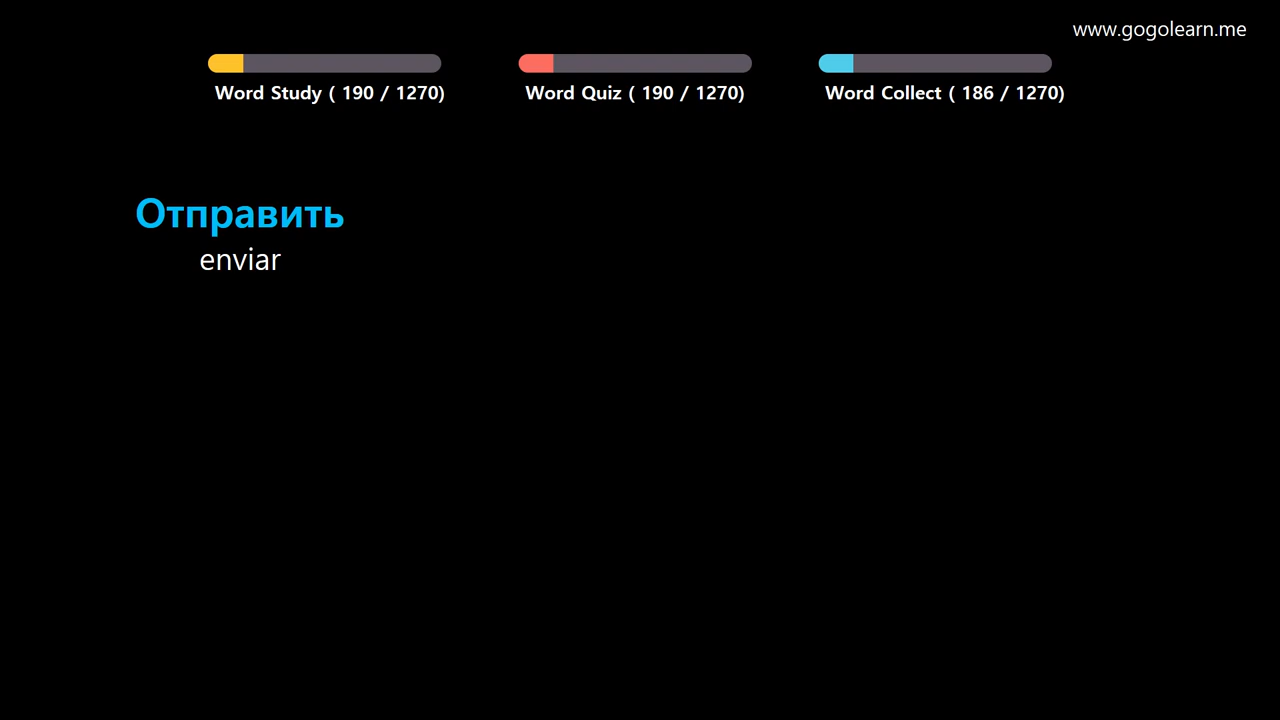 www.gogolearn.me
Word Study ( 190 / 1270)
Word Quiz ( 190 / 1270)
Word Collect ( 186 / 1270)
Отправить
enviar